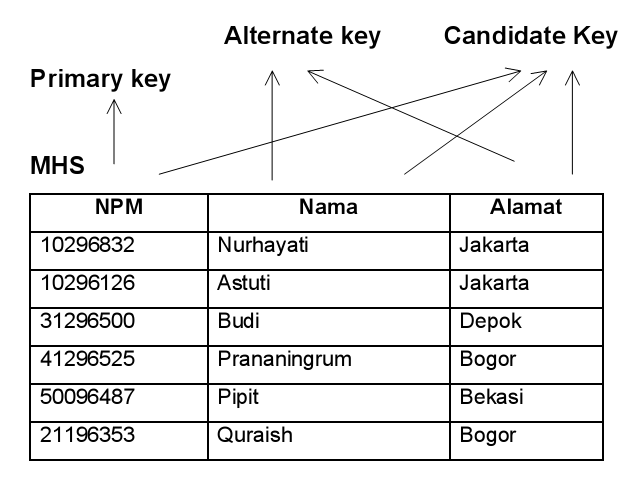 Alternate key Candidate Key
Primary key
MHS
NPM Nama Alamat
10296832 Nurhayati Jakarta
10296126 Astuti Jakarta
31296500 Budi Depok
41296525 Prananingrum Bogor
50096487 Pipit Bekasi
21196353 Quraish Bogor